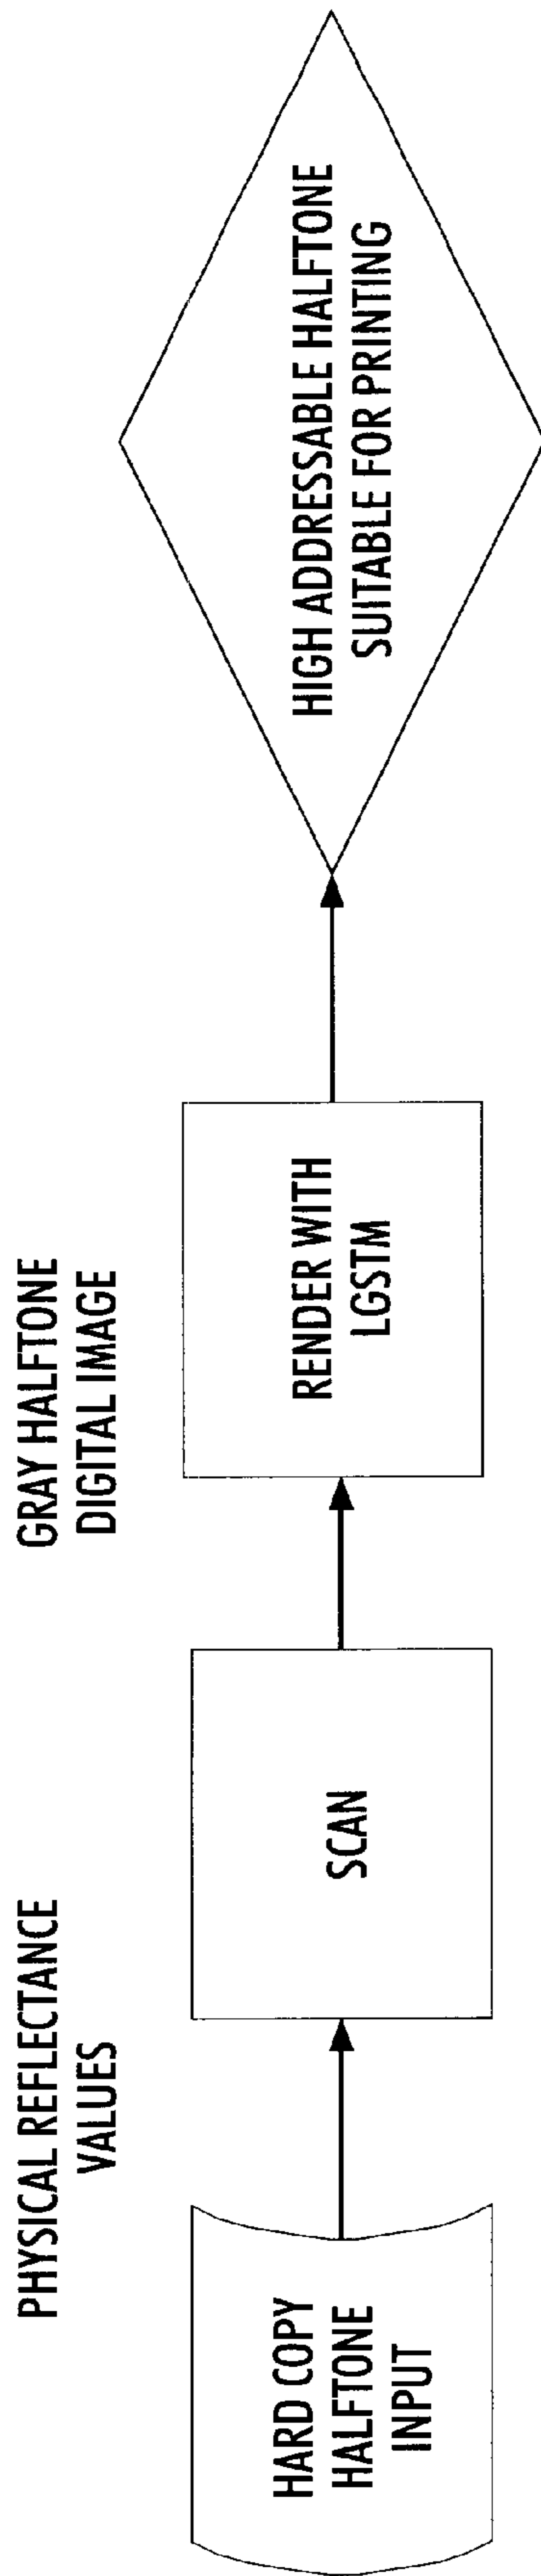 PHYSICAL REFLECTANCE
VALUES
GRAY HALFTONE
DIGITAL IMAGE
HARD COPY
HALFTONE
INPUT
SCAN
RENDER WITH
LGSTM
HIGH ADDRESSABLE HALFTONE
SUITABLE FOR PRINTING